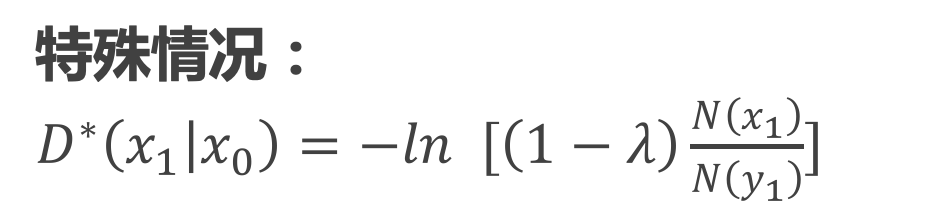 特殊情况：
D*(x₁|x₀) = −ln [(1 − λ) N(x₁)/N(y₁)]